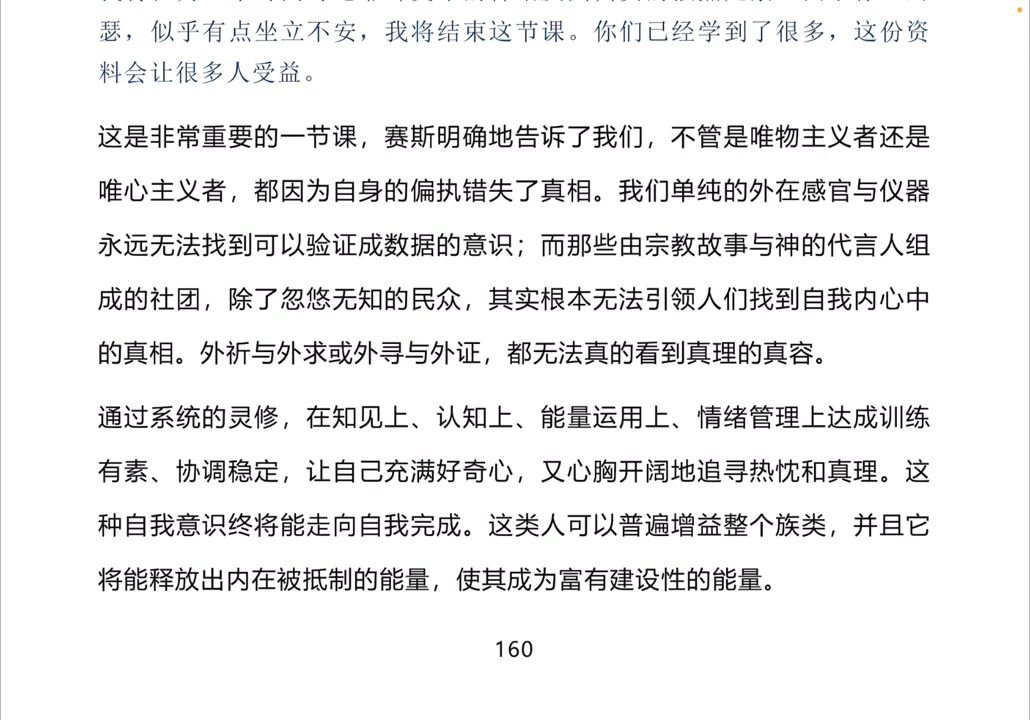 瑟，似乎有点坐立不安，我将结束这节课。你们已经学到了很多，这份资
料会让很多人受益。
这是非常重要的一节课，赛斯明确地告诉了我们，不管是唯物主义者还是
唯心主义者，都因为自身的偏执错失了真相。我们单纯的外在感官与仪器
永远无法找到可以验证成数据的意识；而那些由宗教故事与神的代言人组
成的社团，除了忽悠无知的民众，其实根本无法引领人们找到自我内心中
的真相。外祈与外求或外寻与外证，都无法真的看到真理的真容。
通过系统的灵修，在知见上、认知上、能量运用上、情绪管理上达成训练
有素、协调稳定，让自己充满好奇心，又心胸开阔地追寻热忱和真理。这
种自我意识终将能走向自我完成。这类人可以普遍增益整个族类，并且它
将能释放出内在被抵制的能量，使其成为富有建设性的能量。
160